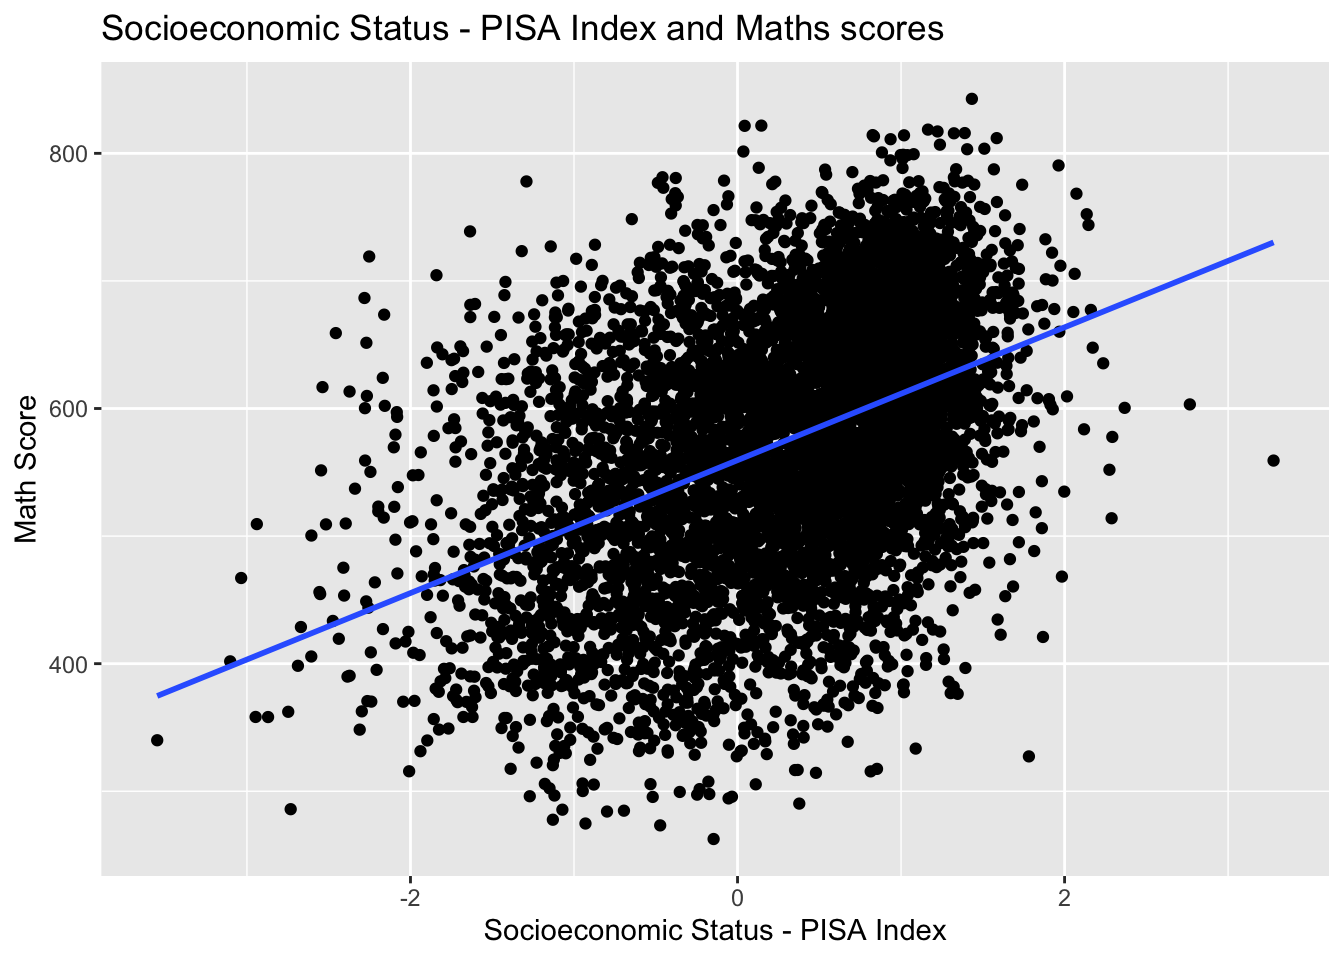 Socioeconomic Status - PISA Index and Maths scores
800
600
400
Math Score
-2
0
2
Socioeconomic Status - PISA Index